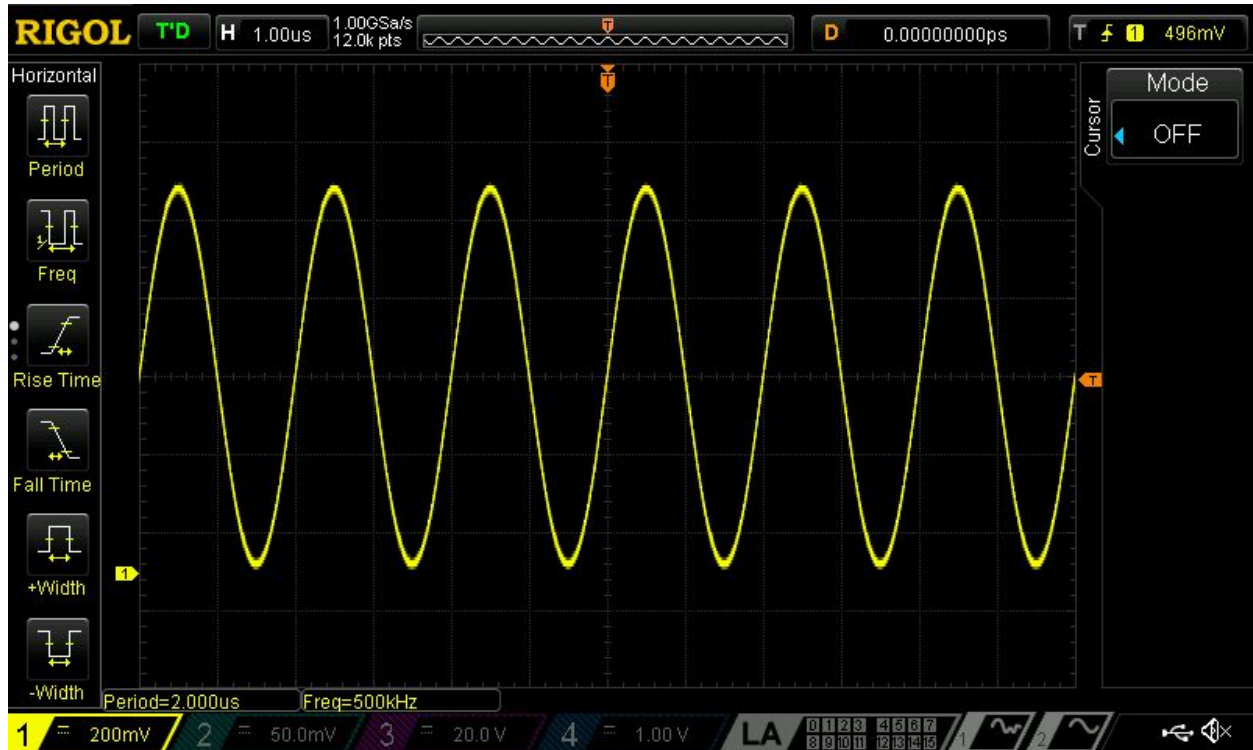 RIGOL T'D H 1.00us 1.00GSa/s 12.0k pts T D 0.00000000ps T 1 496mV
Horizontal
T
Mode
Cursor
OFF
Period
Freq
Rise Time
T
Fall Time
1
+Width
-Width
Period=2.000us Freq=500kHz
1 200mV 2 50.0mV 3 20.0 V 4 1.00 V LA 0 1 2 3 4 5 6 7 1 2
8 9 10 11 12 13 14 15